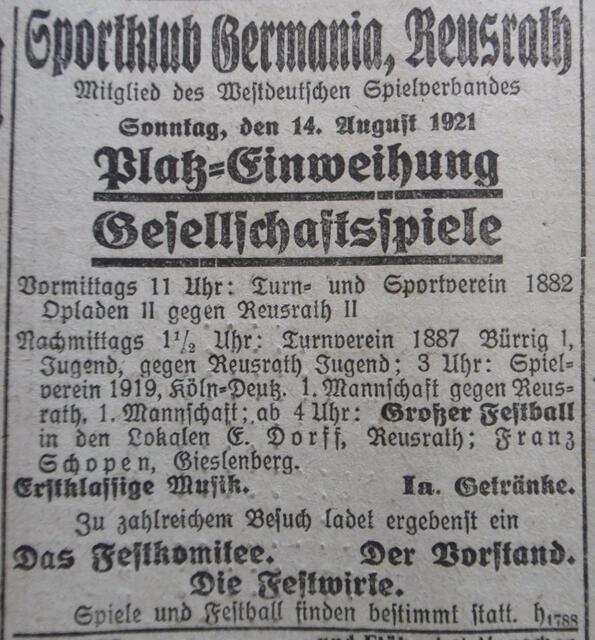 Sportklub Germania, Reusrath
Mitglied des Westdeutschen Spielverbandes
Sonntag, den 14. August 1921
Platz-Einweihung
Gesellschaftsspiele
Vormittags 11 Uhr: Turn- und Sportverein 1882
Opladen II gegen Reusrath II
Nachmittags 1 1/2 Uhr: Turnverein 1887 Bürrig 1,
Jugend, gegen Reusrath Jugend; 3 Uhr: Spiel-
verein 1919, Köln-Deutz. 1. Mannschaft gegen Reus-
rath, 1. Mannschaft; ab 4 Uhr: Großer Festball
in den Lokalen E. Dorff, Reusrath; Franz
Schopen, Gieslenberg.
Erstklassige Musik. Ia. Getränke.
Zu zahlreichem Besuch ladet ergebenst ein
Das Festkomitee. Der Vorstand.
Die Festwirte.
Spiele und Festball finden bestimmt statt. h1788